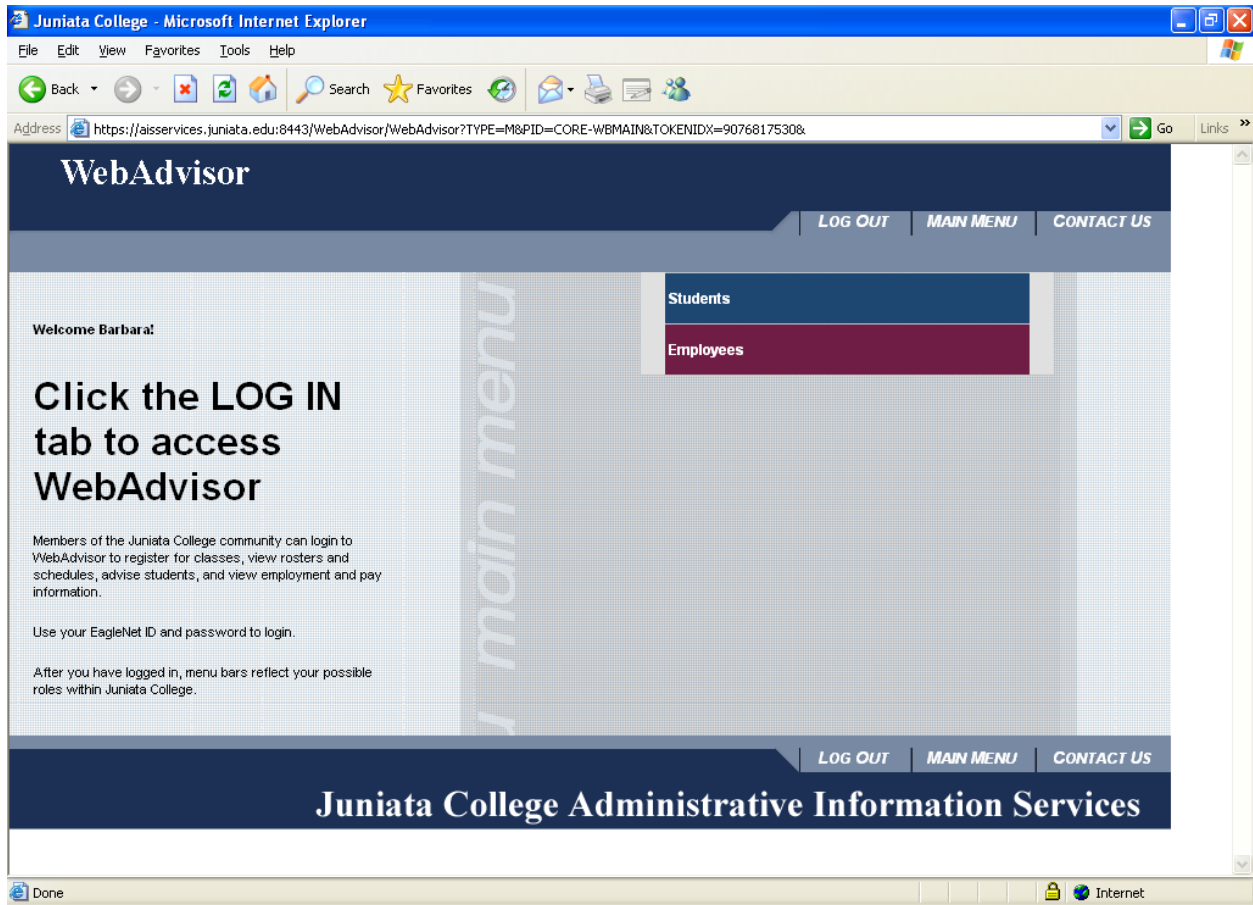 Juniata College - Microsoft Internet Explorer
File Edit View Favorites Tools Help
Back Search Favorites
Address https://aisservices.juniata.edu:8443/WebAdvisor/WebAdvisor?TYPE=M&PID=CORE-WBMAIN&TOKENIDX=9076817530& Go Links »
WebAdvisor
LOG OUT MAIN MENU CONTACT US
Students
Employees
Welcome Barbara!
Click the LOG IN
tab to access
WebAdvisor
Members of the Juniata College community can login to
WebAdvisor to register for classes, view rosters and
schedules, advise students, and view employment and pay
information.
Use your EagleNet ID and password to login.
After you have logged in, menu bars reflect your possible
roles within Juniata College.
main menu
LOG OUT MAIN MENU CONTACT US
Juniata College Administrative Information Services
Done Internet